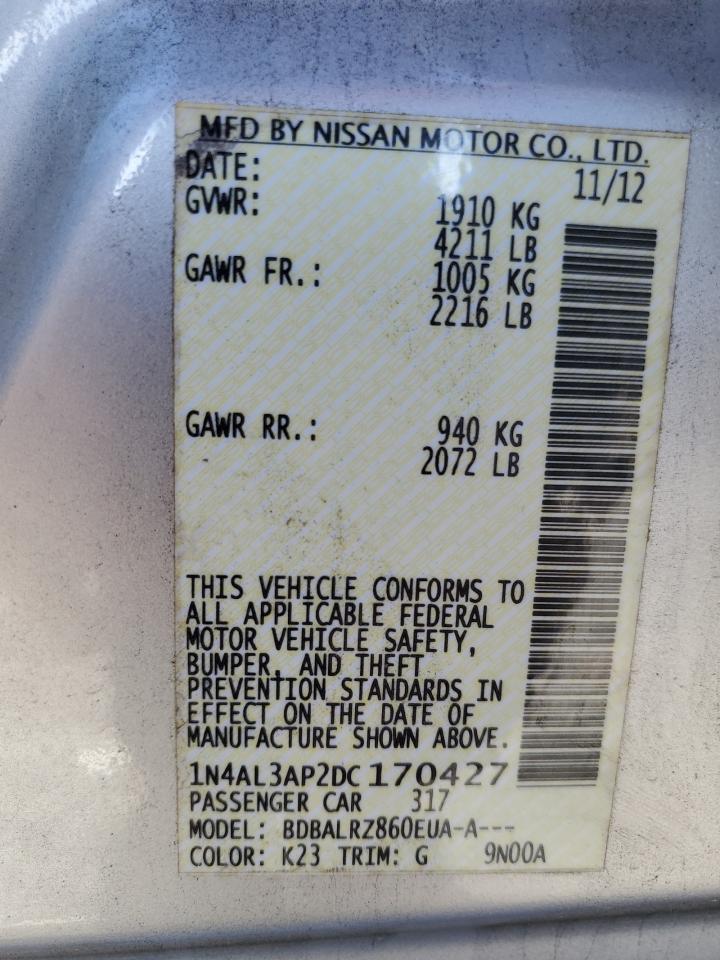 MFD BY NISSAN MOTOR CO., LTD.
DATE: 11/12
GVWR: 1910 KG
4211 LB
GAWR FR.: 1005 KG
2216 LB
GAWR RR.: 940 KG
2072 LB
THIS VEHICLE CONFORMS TO
ALL APPLICABLE FEDERAL
MOTOR VEHICLE SAFETY,
BUMPER, AND THEFT
PREVENTION STANDARDS IN
EFFECT ON THE DATE OF
MANUFACTURE SHOWN ABOVE.
1N4AL3AP2DC170427
PASSENGER CAR 317
MODEL: BDBALRZ860EUA-A---
COLOR: K23 TRIM: G 9N00A